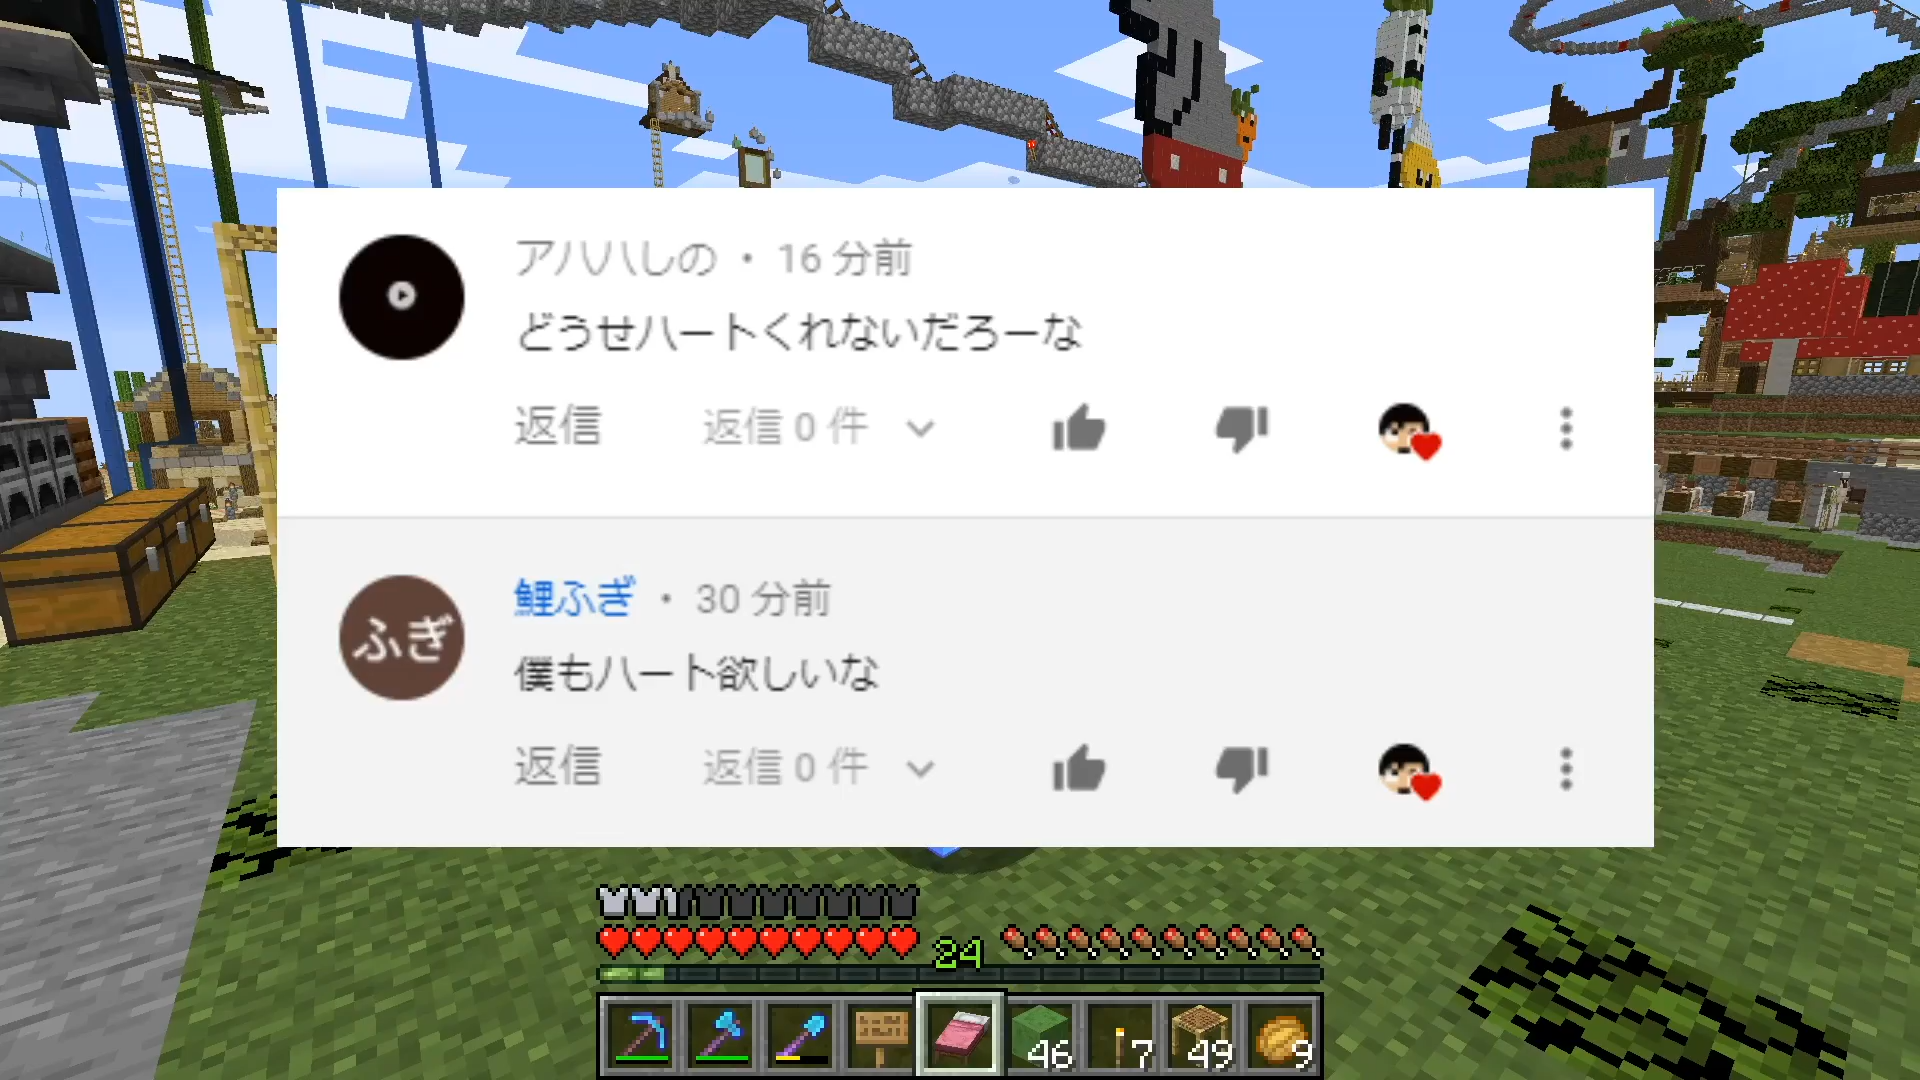 アハハしの・16 分前
どうせハートくれないだろーな
返信 返信 0 件
ふぎ
鯉ふぎ・30 分前
僕もハート欲しいな
返信 返信 0 件
24
46 7 49 9